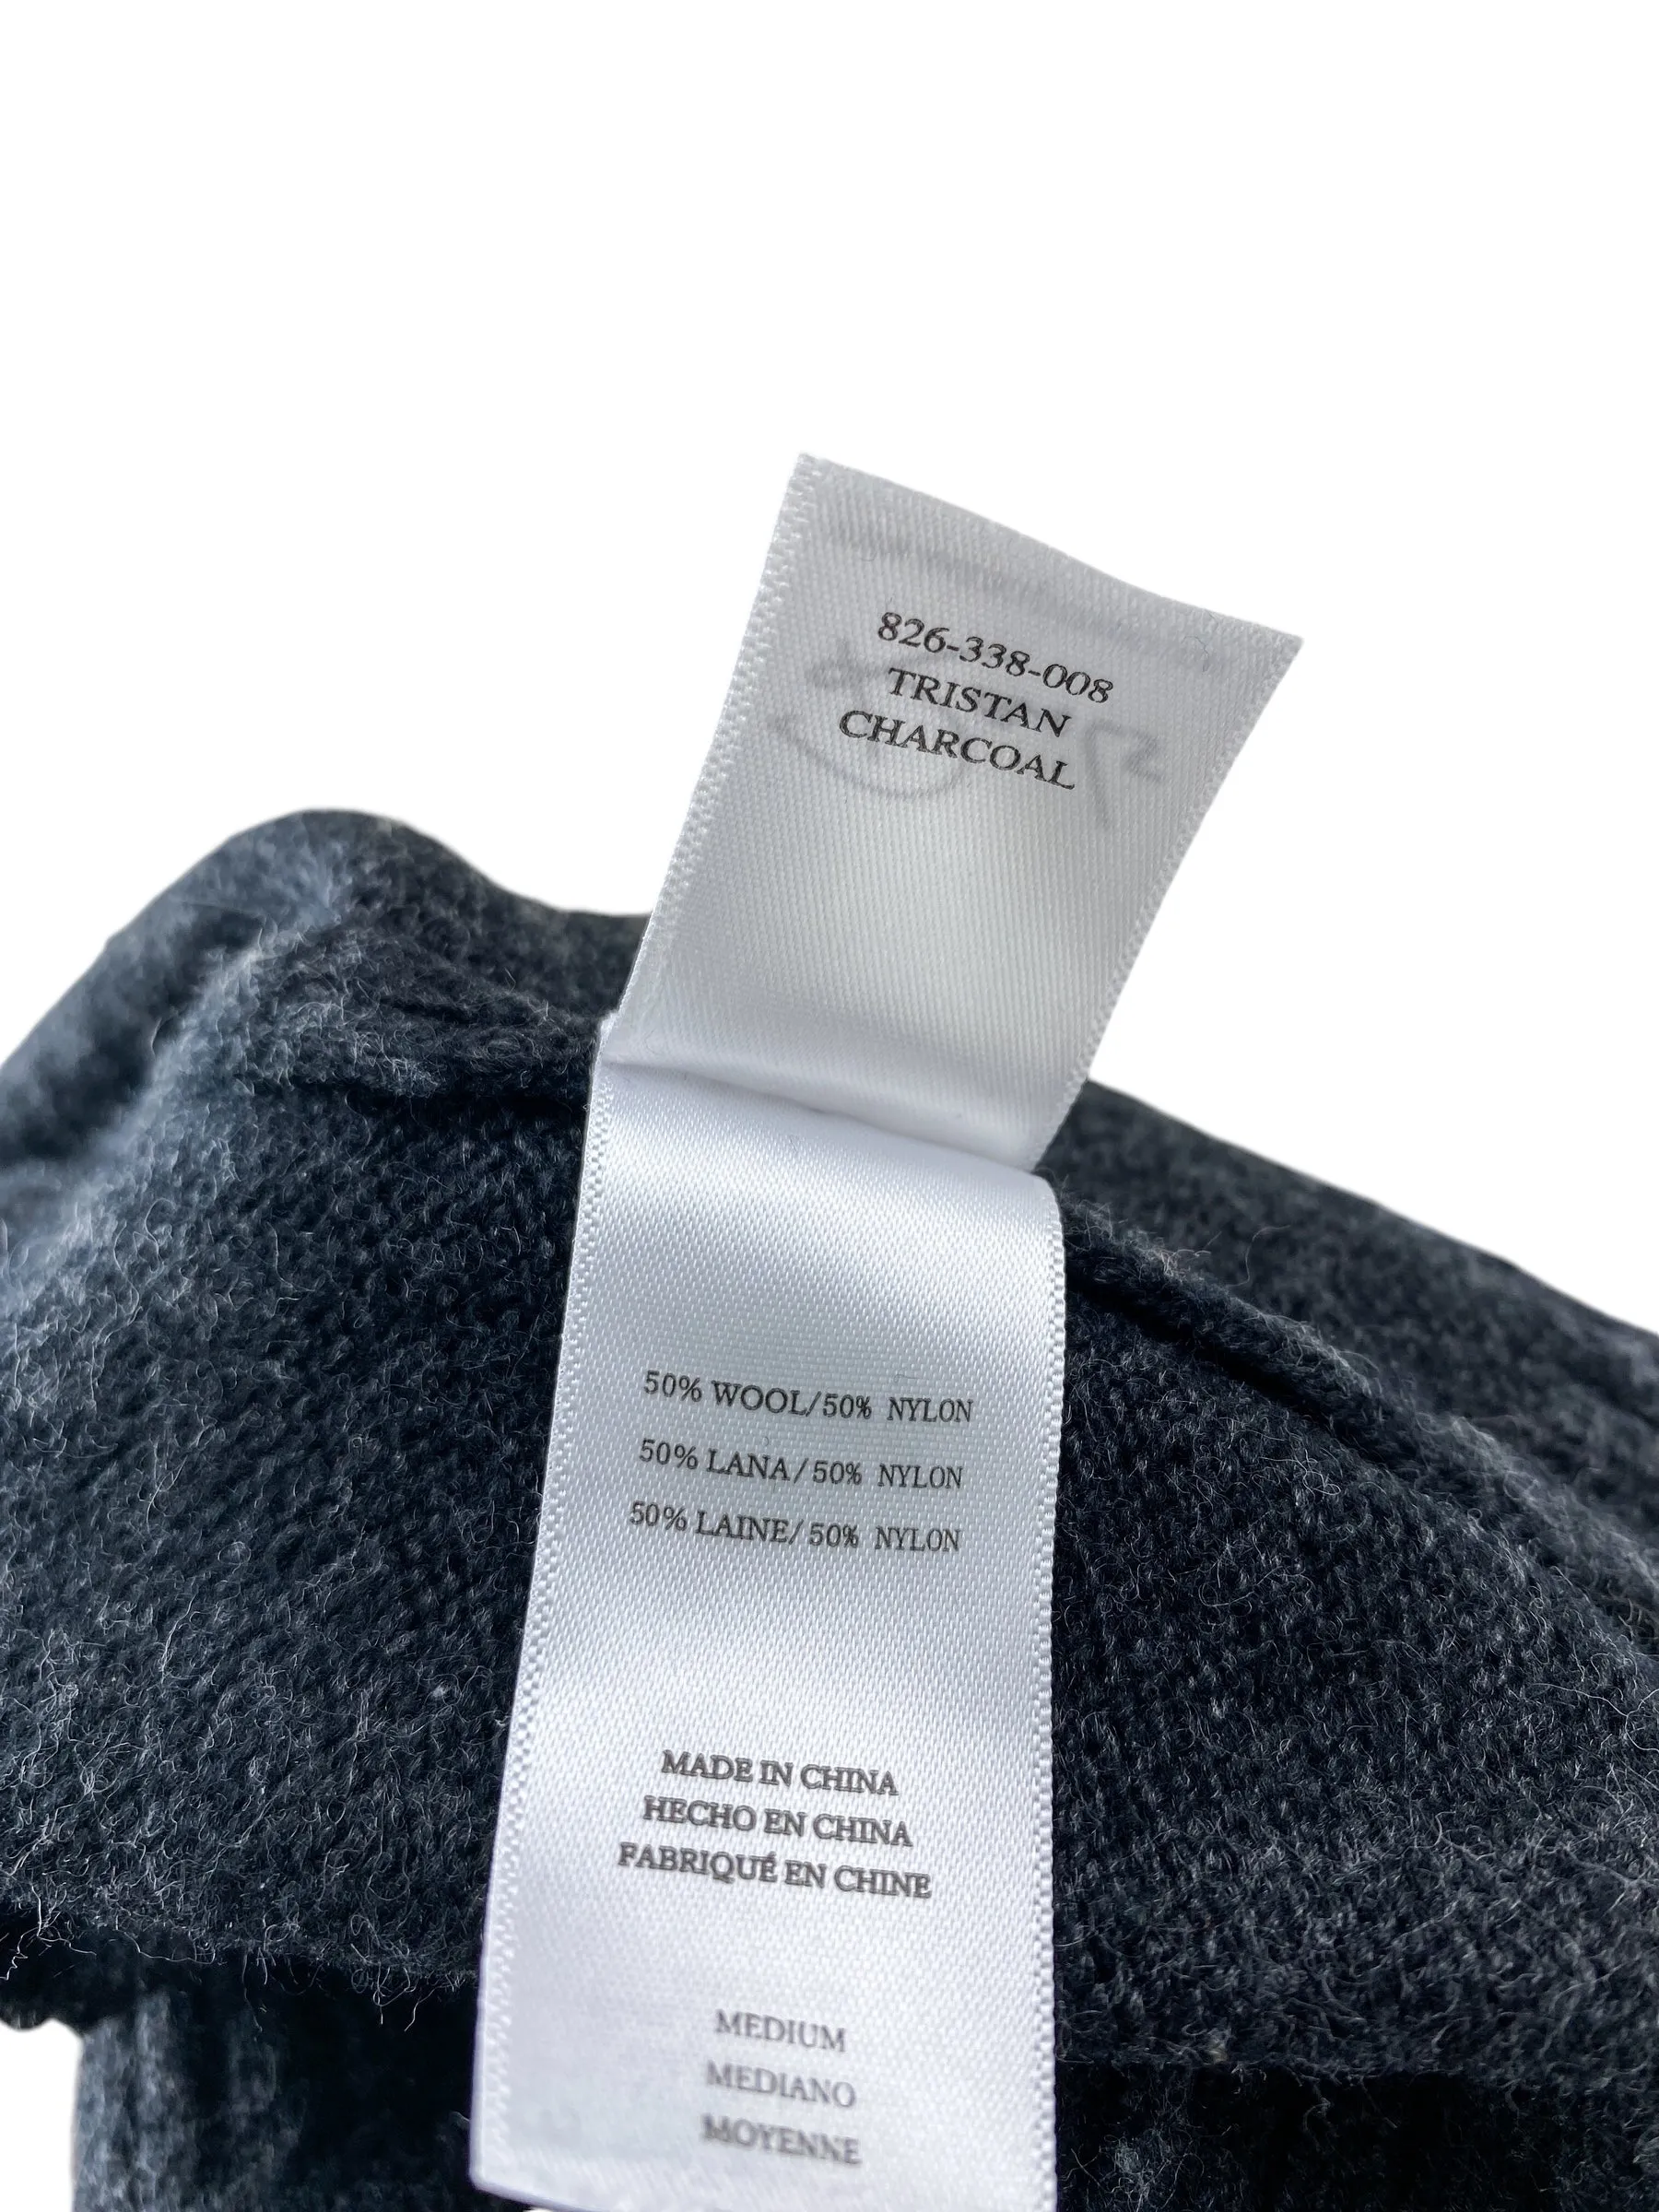 826-338-008
TRISTAN
CHARCOAL
50% WOOL/50% NYLON
50% LANA/50% NYLON
50% LAINE/50% NYLON
MADE IN CHINA
HECHO EN CHINA
FABRIQUÉ EN CHINE
MEDIUM
MEDIANO
MOYENNE